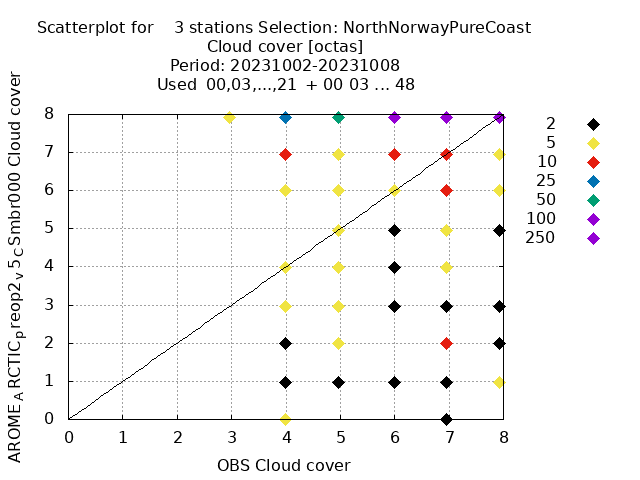 Scatterplot for 3 stations Selection: NorthNorwayPureCoast
Cloud cover [octas]
Period: 20231002-20231008
Used 00,03,...,21 + 00 03 ... 48
AROME_ARCTIC_preop2_v5_CSmbr000 Cloud cover
8
7
6
5
4
3
2
1
0
0 1 2 3 4 5 6 7 8
OBS Cloud cover
2
5
10
25
50
100
250